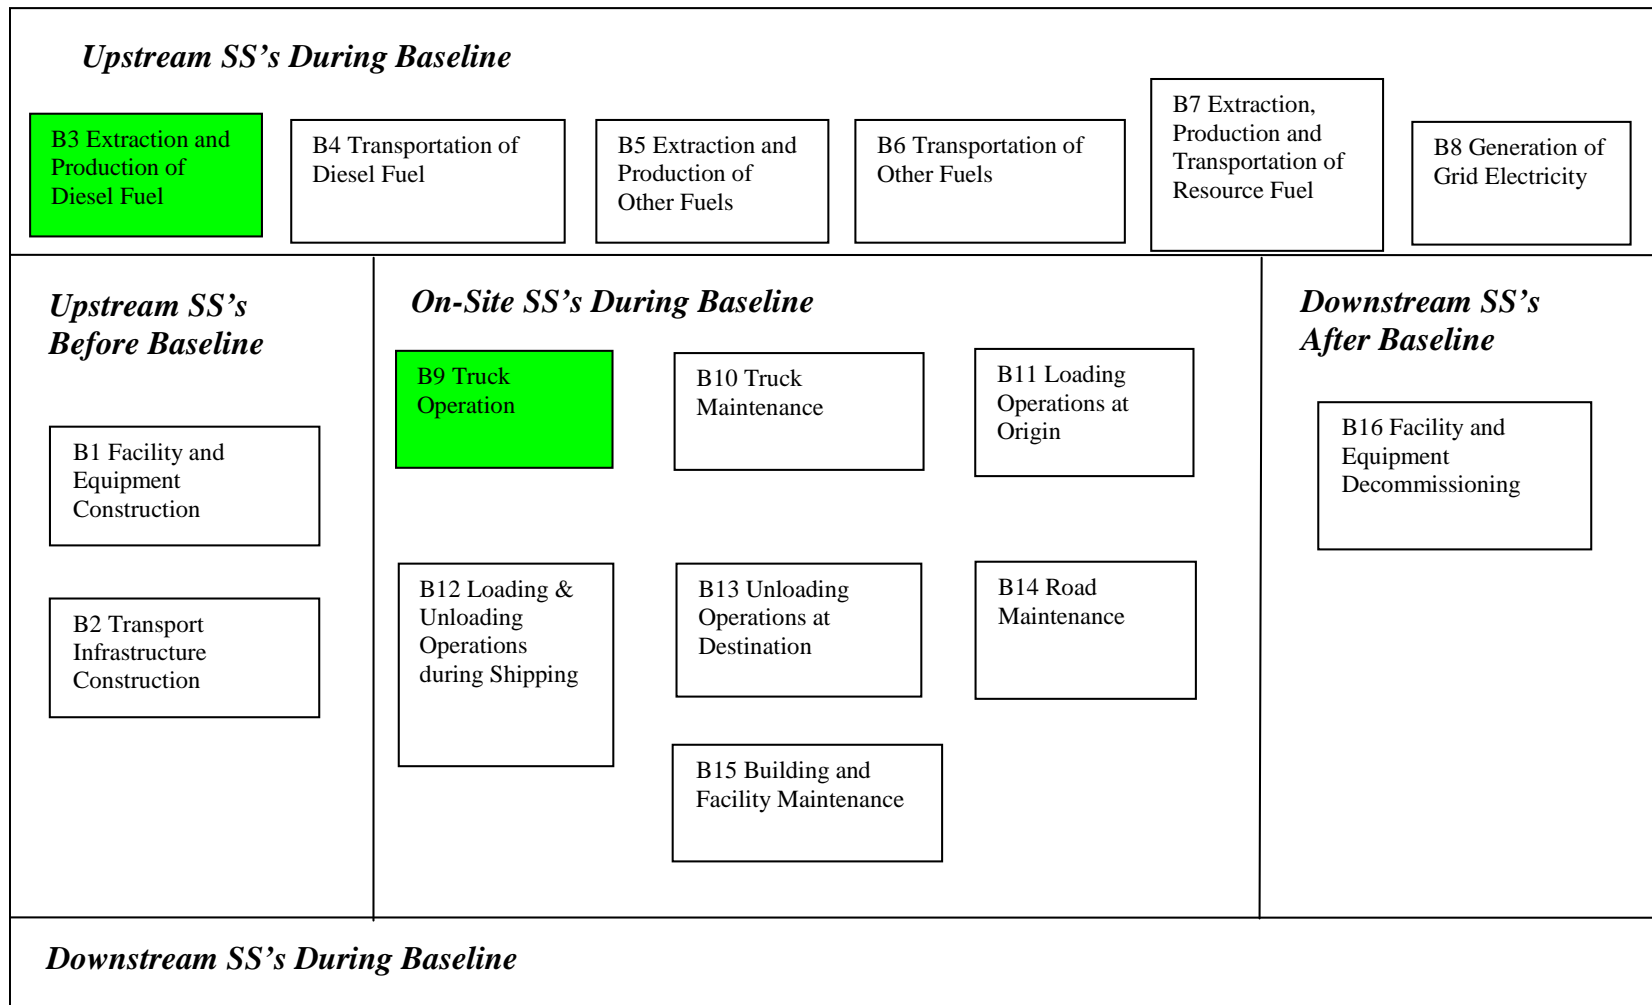 Upstream SS’s During Baseline
B3 Extraction and
Production of
Diesel Fuel
B4 Transportation of
Diesel Fuel
B5 Extraction and
Production of
Other Fuels
B6 Transportation of
Other Fuels
B7 Extraction,
Production and
Transportation of
Resource Fuel
B8 Generation of
Grid Electricity
Upstream SS’s
Before Baseline
B1 Facility and
Equipment
Construction
B2 Transport
Infrastructure
Construction
On-Site SS’s During Baseline
B9 Truck
Operation
B10 Truck
Maintenance
B11 Loading
Operations at
Origin
B12 Loading &
Unloading
Operations
during Shipping
B13 Unloading
Operations at
Destination
B14 Road
Maintenance
B15 Building and
Facility Maintenance
Downstream SS’s
After Baseline
B16 Facility and
Equipment
Decommissioning
Downstream SS’s During Baseline